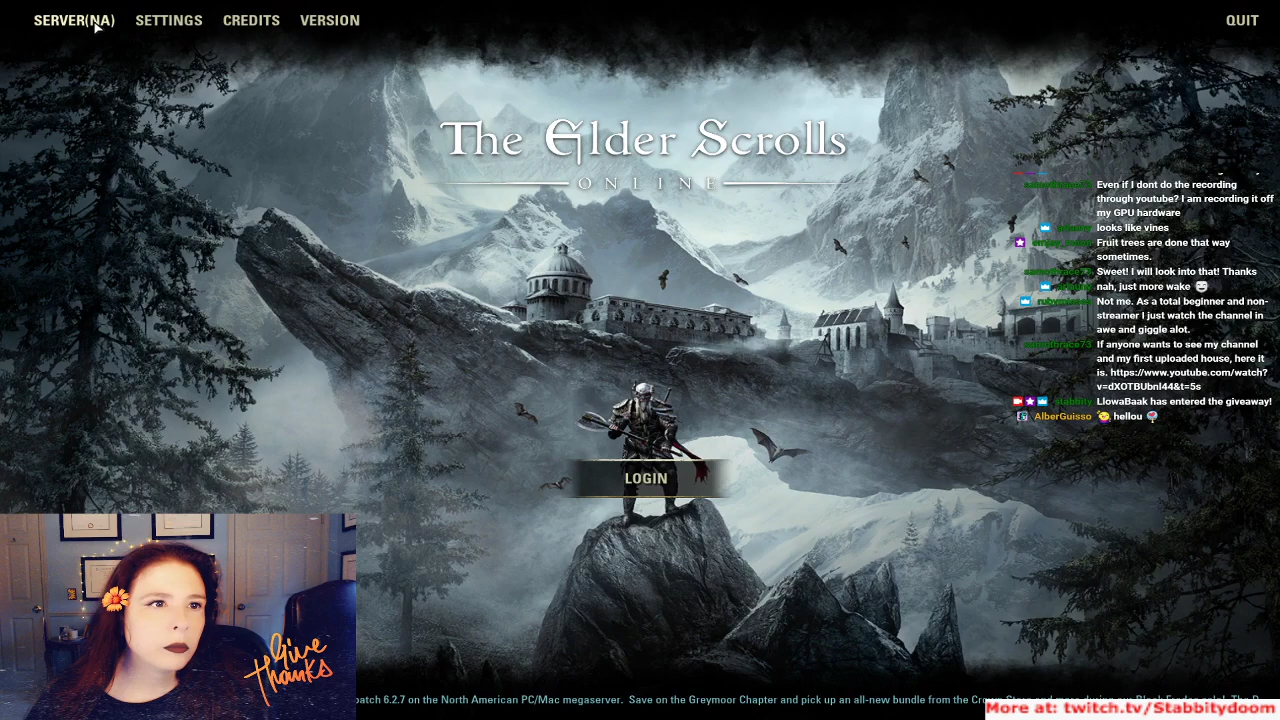 SERVER(NA) SETTINGS CREDITS VERSION QUIT
The Elder Scrolls
ONLINE
Even if I dont do the recording
through youtube? I am recording it off
my GPU hardware
looks like vines
Fruit trees are done that way
sometimes.
Sweet! I will look into that! Thanks
nah, just more wake
Not me. As a total beginner and non-
streamer I just watch the channel in
awe and giggle alot.
If anyone wants to see my channel
and my first uploaded house, here it
is. https://www.youtube.com/watch?
v=dXOTBUbnl44&t=5s
stabbity LlowaBaak has entered the giveaway!
AlberGuisso hellou
LOGIN
Give
thanks
patch 6.2.7 on the North American PC/Mac megaserver. Save on the Greymoor Chapter and pick up an all-new bundle from the
More at: twitch.tv/Stabbitydoom